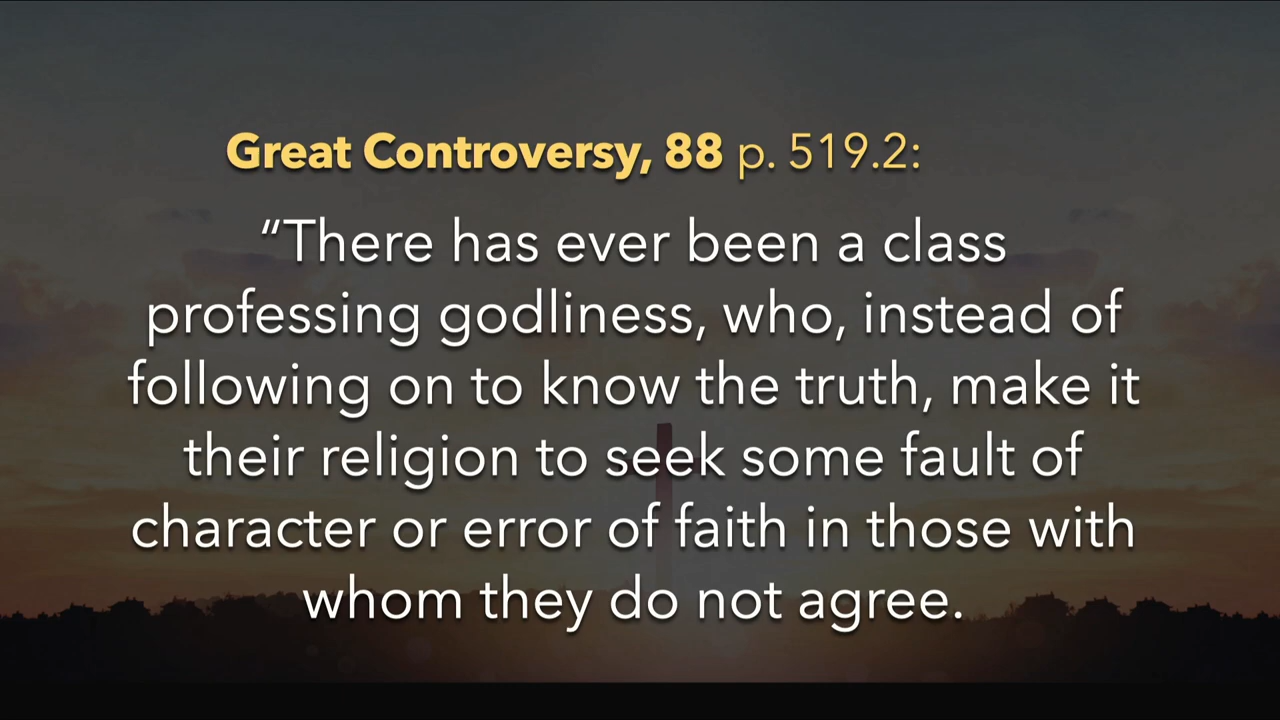 Great Controversy, 88 p. 519.2:
“There has ever been a class
professing godliness, who, instead of
following on to know the truth, make it
their religion to seek some fault of
character or error of faith in those with
whom they do not agree.